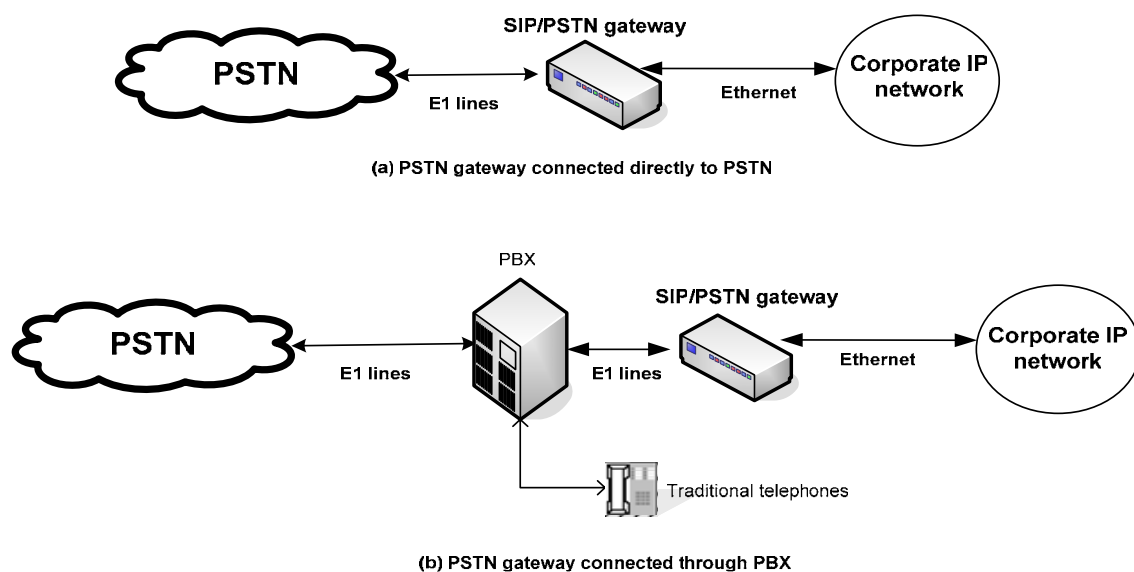 SIP/PSTN gateway
PSTN
E1 lines
Ethernet
Corporate IP
network
(a) PSTN gateway connected directly to PSTN
PBX
SIP/PSTN gateway
PSTN
E1 lines
E1 lines
Ethernet
Corporate IP
network
Traditional telephones
(b) PSTN gateway connected through PBX